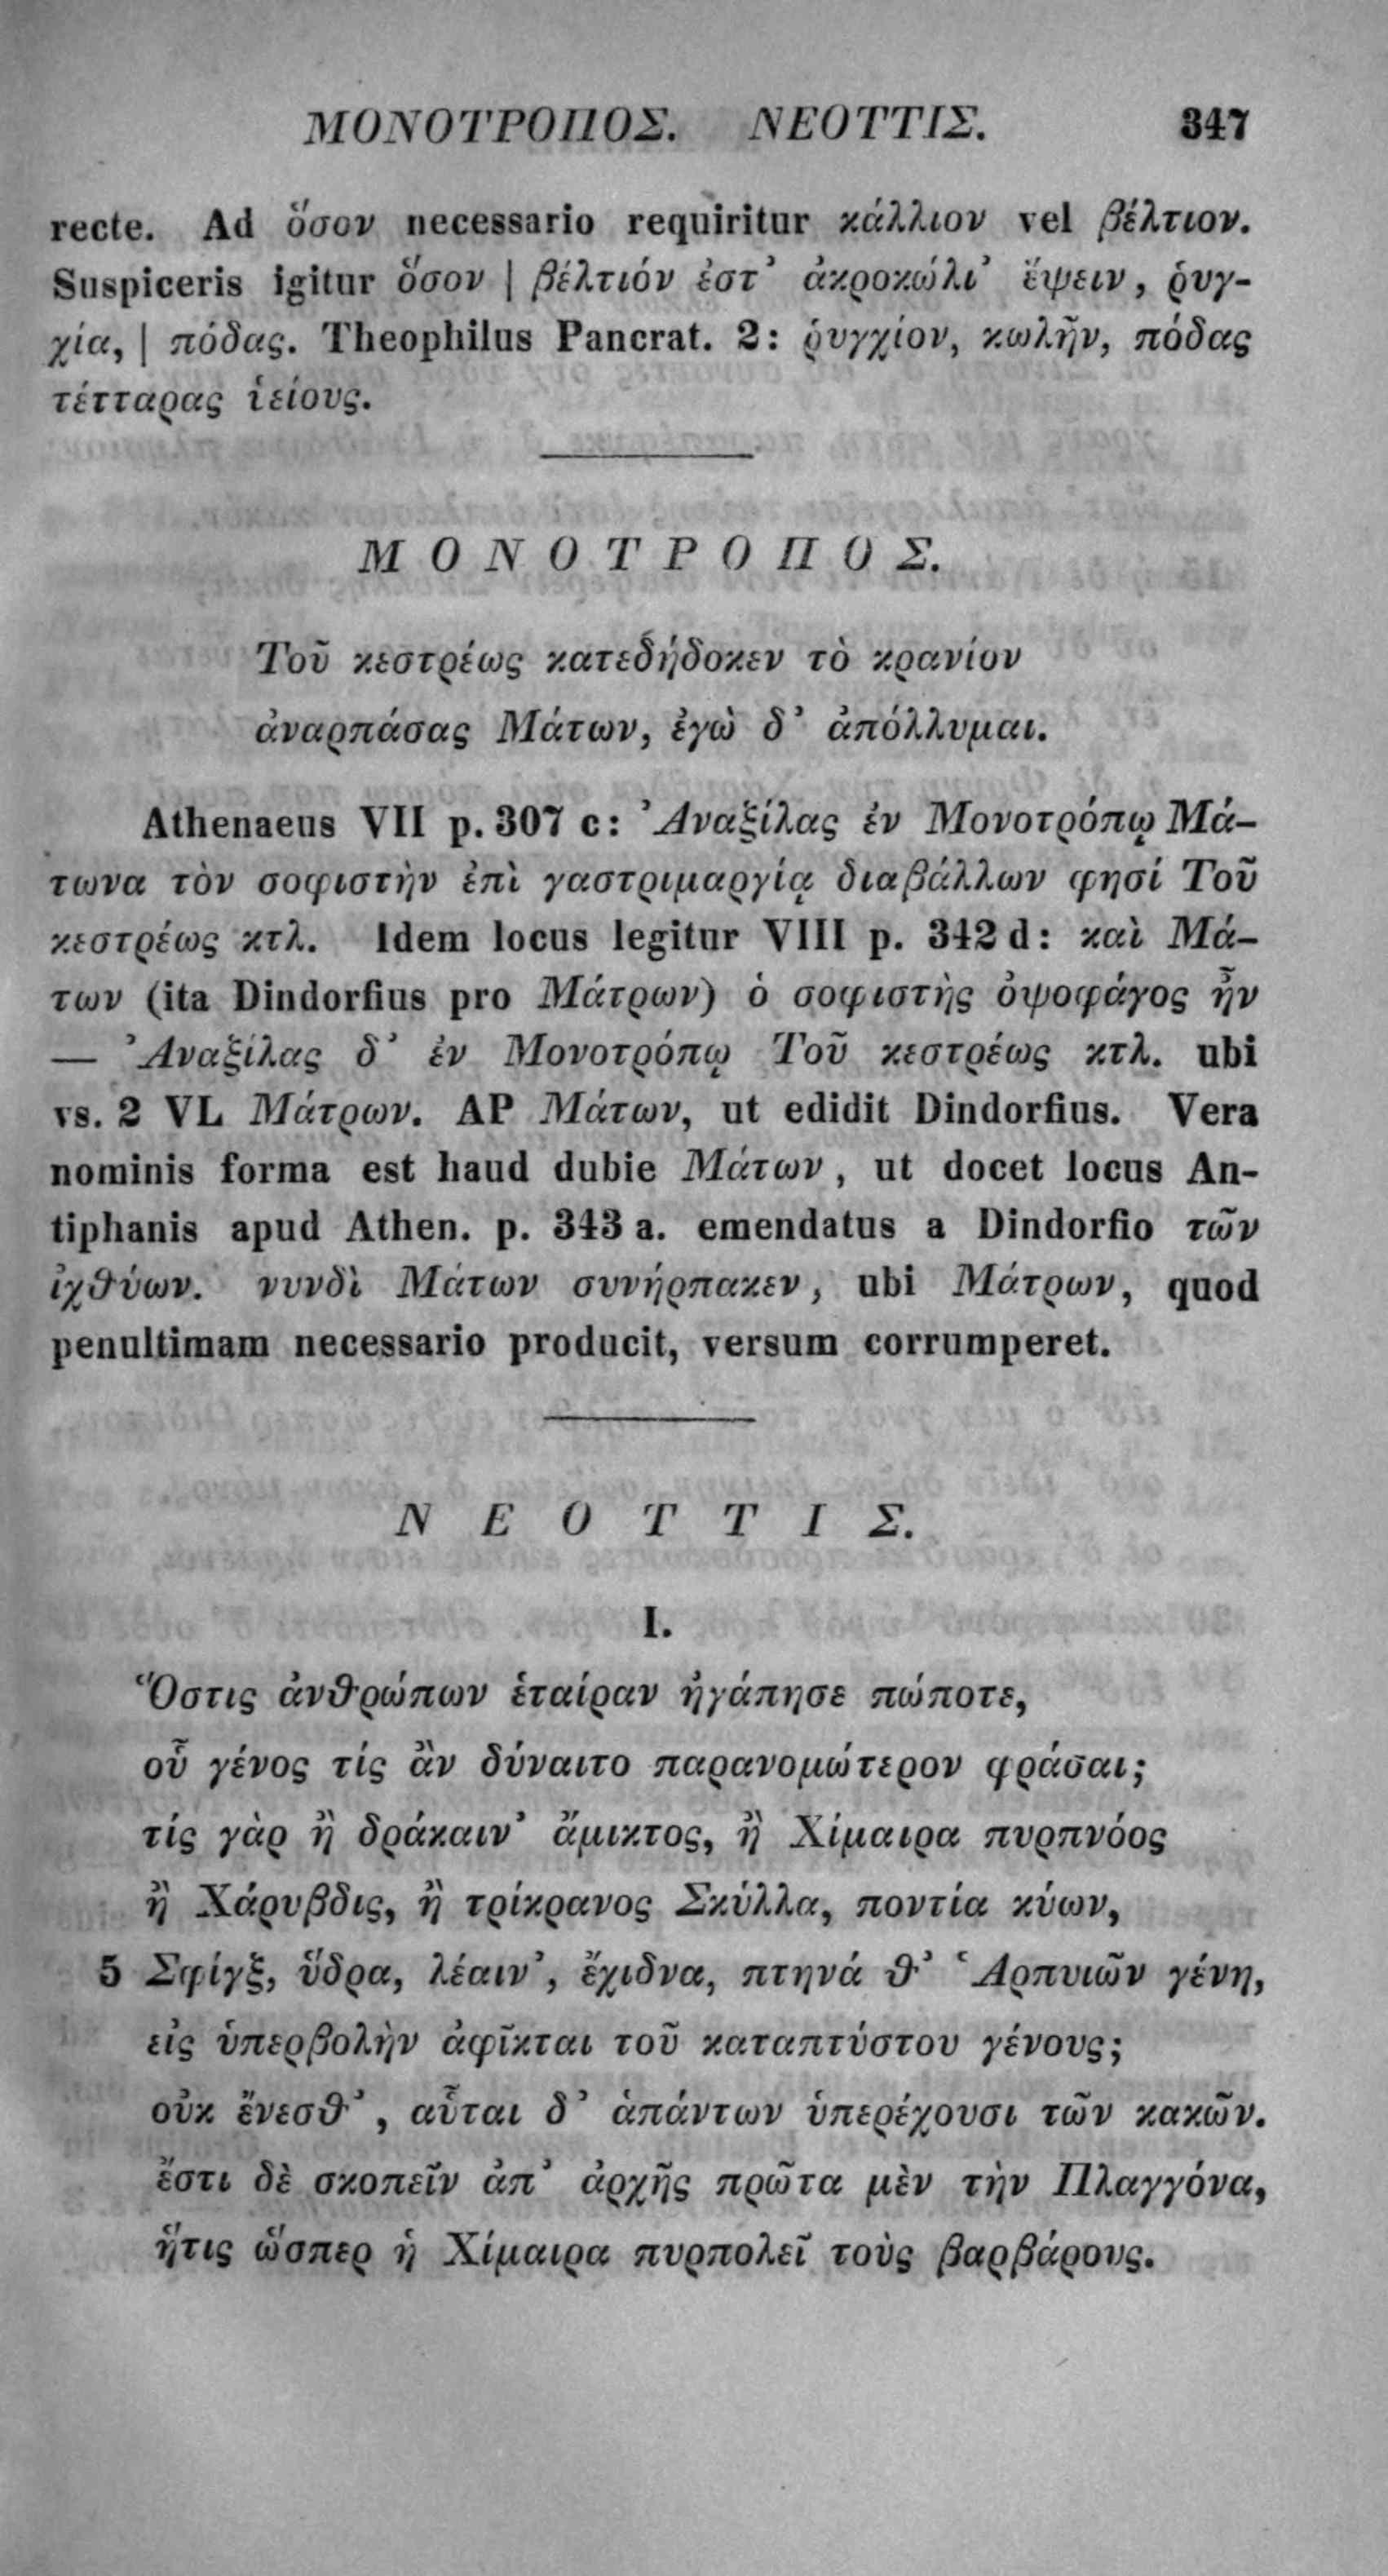 ΜΟΝΟΤΡΟΠΟΣ. ΝΕΟΤΤΙΣ. 347
recte. Ad ὅσον necessario requiritur κάλλιον vel βέλτιον.
Suspiceris igitur ὅσον | βέλτιόν ἐστ' ἀκροκώλι' ἕψειν, ῥυγ-
χία, | πόδας. Theophilus Pancrat. 2: ῥυγχίον, κωλῆν, πόδας
τέτταρας ὑείους.
ΜΟΝΟΤΡΟΠΟΣ.
Τοῦ κεστρέως κατεδήδοκεν τὸ κρανίον
ἀναρπάσας Μάτων, ἐγὼ δ' ἀπόλλυμαι.
Athenaeus VII p. 307 c: Ἀναξίλας ἐν Μονοτρόπῳ Μά-
τωνα τὸν σοφιστὴν ἐπὶ γαστριμαργίᾳ διαβάλλων φησί Τοῦ
κεστρέως κτλ. Idem locus legitur VIII p. 342 d: καὶ Μά-
των (ita Dindorfius pro Μάτρων) ὁ σοφιστὴς ὀψοφάγος ἦν
— Ἀναξίλας δ' ἐν Μονοτρόπῳ Τοῦ κεστρέως κτλ. ubi
vs. 2 VL Μάτρων. AP Μάτων, ut edidit Dindorfius. Vera
nominis forma est haud dubie Μάτων, ut docet locus An-
tiphanis apud Athen. p. 343 a. emendatus a Dindorfio τῶν
ἰχθύων. νυνδὶ Μάτων συνήρπακεν, ubi Μάτρων, quod
penultimam necessario producit, versum corrumperet.
ΝΕΟΤΤΙΣ.
I.
Ὅστις ἀνθρώπων ἑταίραν ἠγάπησε πώποτε,
οὗ γένος τίς ἂν δύναιτο παρανομώτερον φράσαι;
τίς γὰρ ἢ δράκαιν' ἄμικτος, ἢ Χίμαιρα πυρπνόος
ἢ Χάρυβδις, ἢ τρίκρανος Σκύλλα, ποντία κύων,
5 Σφίγξ, ὕδρα, λέαιν', ἔχιδνα, πτηνά θ' Ἁρπυιῶν γένη,
εἰς ὑπερβολὴν ἀφῖκται τοῦ καταπτύστου γένους;
οὐκ ἔνεσθ', αὗται δ' ἁπάντων ὑπερέχουσι τῶν κακῶν.
ἔστι δὲ σκοπεῖν ἀπ' ἀρχῆς πρῶτα μὲν τὴν Πλαγγόνα,
ἥτις ὥσπερ ἡ Χίμαιρα πυρπολεῖ τοὺς βαρβάρους.